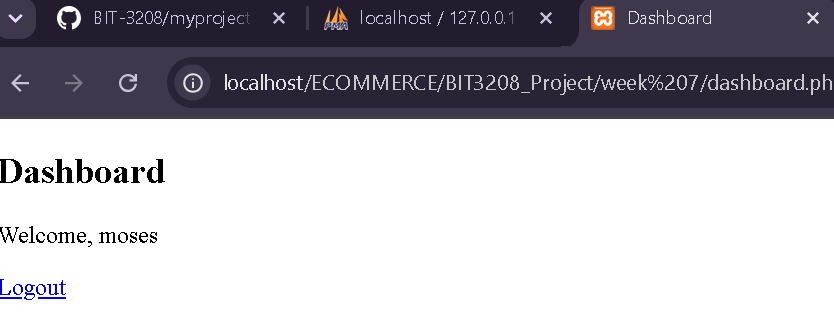 BIT-3208/myproject
PMA
localhost / 127.0.0.1
Dashboard
localhost/ECOMMERCE/BIT3208_Project/week%207/dashboard.ph
Dashboard
Welcome, moses
Logout